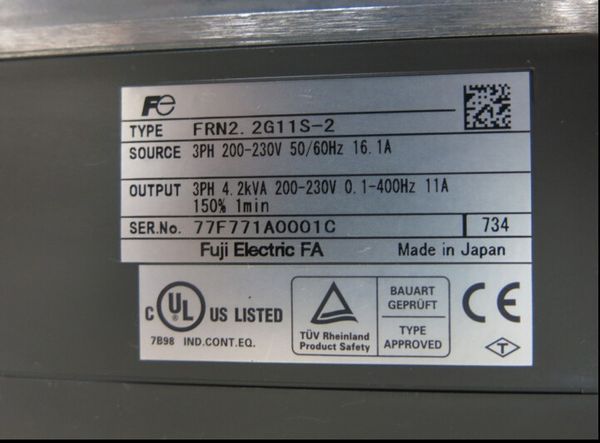 Fe
TYPE FRN2.2G11S-2
SOURCE 3PH 200-230V 50/60Hz 16.1A
OUTPUT 3PH 4.2kVA 200-230V 0.1-400Hz 11A
150% 1min
SER.No. 77F771A0001C 734
Fuji Electric FA Made in Japan
C UL US LISTED
7B98 IND.CONT.EQ.
TÜV Rheinland
Product Safety
BAUART
GEPRÜFT
TYPE
APPROVED
CE
T